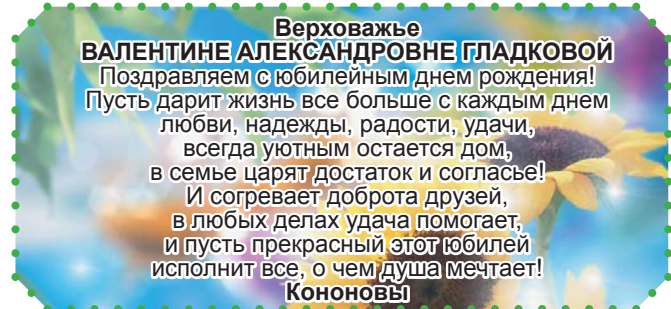 Верховажье
ВАЛЕНТИНЕ АЛЕКСАНДРОВНЕ ГЛАДКОВОЙ
Поздравляем с юбилейным днем рождения!
Пусть дарит жизнь все больше с каждым днем
любви, надежды, радости, удачи,
всегда уютным остается дом,
в семье царят достаток и согласье!
И согревает доброта друзей,
в любых делах удача помогает,
и пусть прекрасный этот юбилей
исполнит все, о чем душа мечтает!
Кононовы